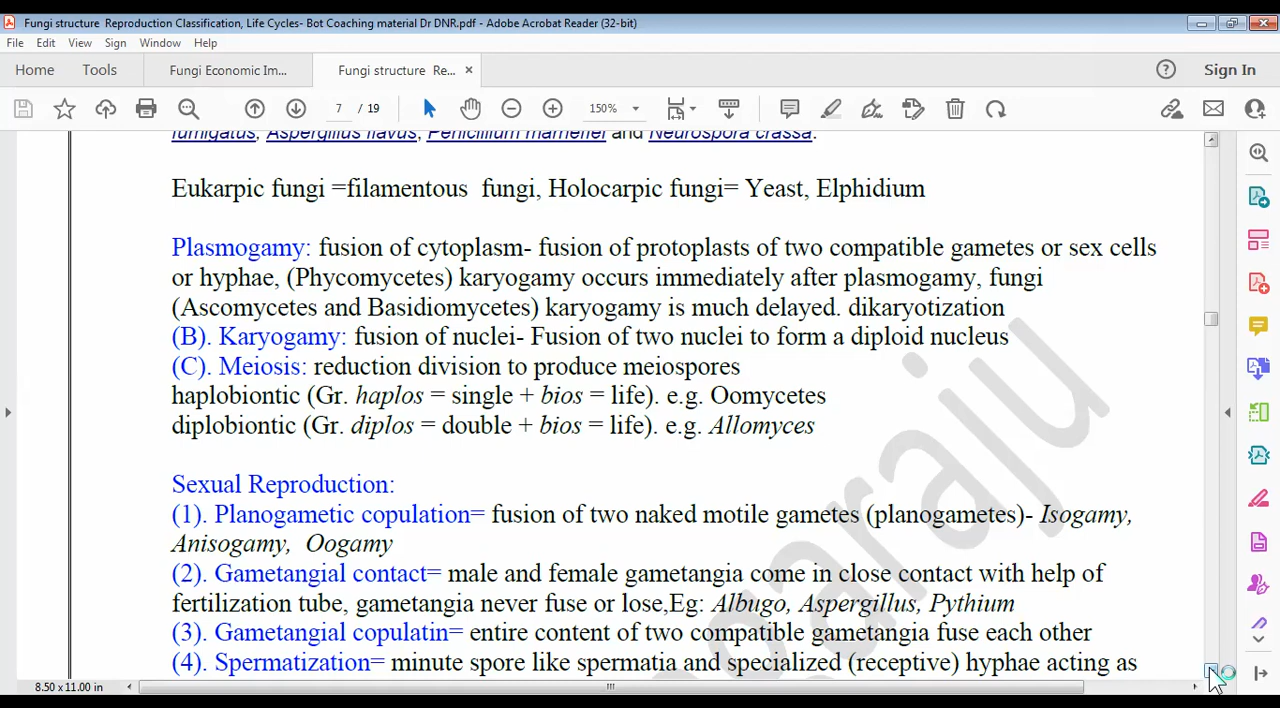 Fungi structure Reproduction Classification, Life Cycles- Bot Coaching material Dr DNR.pdf - Adobe Acrobat Reader (32-bit)
File Edit View Sign Window Help
Home Tools Fungi Economic Im... Fungi structure Re... × Sign In
7 / 19 150%
fumigatus, Aspergillus flavus, Penicillium marneffei and Neurospora crassa.
Eukarpic fungi =filamentous fungi, Holocarpic fungi= Yeast, Elphidium
Plasmogamy: fusion of cytoplasm- fusion of protoplasts of two compatible gametes or sex cells
or hyphae, (Phycomycetes) karyogamy occurs immediately after plasmogamy, fungi
(Ascomycetes and Basidiomycetes) karyogamy is much delayed. dikaryotization
(B). Karyogamy: fusion of nuclei- Fusion of two nuclei to form a diploid nucleus
(C). Meiosis: reduction division to produce meiospores
haplobiontic (Gr. haplos = single + bios = life). e.g. Oomycetes
diplobiontic (Gr. diplos = double + bios = life). e.g. Allomyces
Sexual Reproduction:
(1). Planogametic copulation= fusion of two naked motile gametes (planogametes)- Isogamy,
Anisogamy, Oogamy
(2). Gametangial contact= male and female gametangia come in close contact with help of
fertilization tube, gametangia never fuse or lose,Eg: Albugo, Aspergillus, Pythium
(3). Gametangial copulatin= entire content of two compatible gametangia fuse each other
(4). Spermatization= minute spore like spermatia and specialized (receptive) hyphae acting as
8.50 x 11.00 in